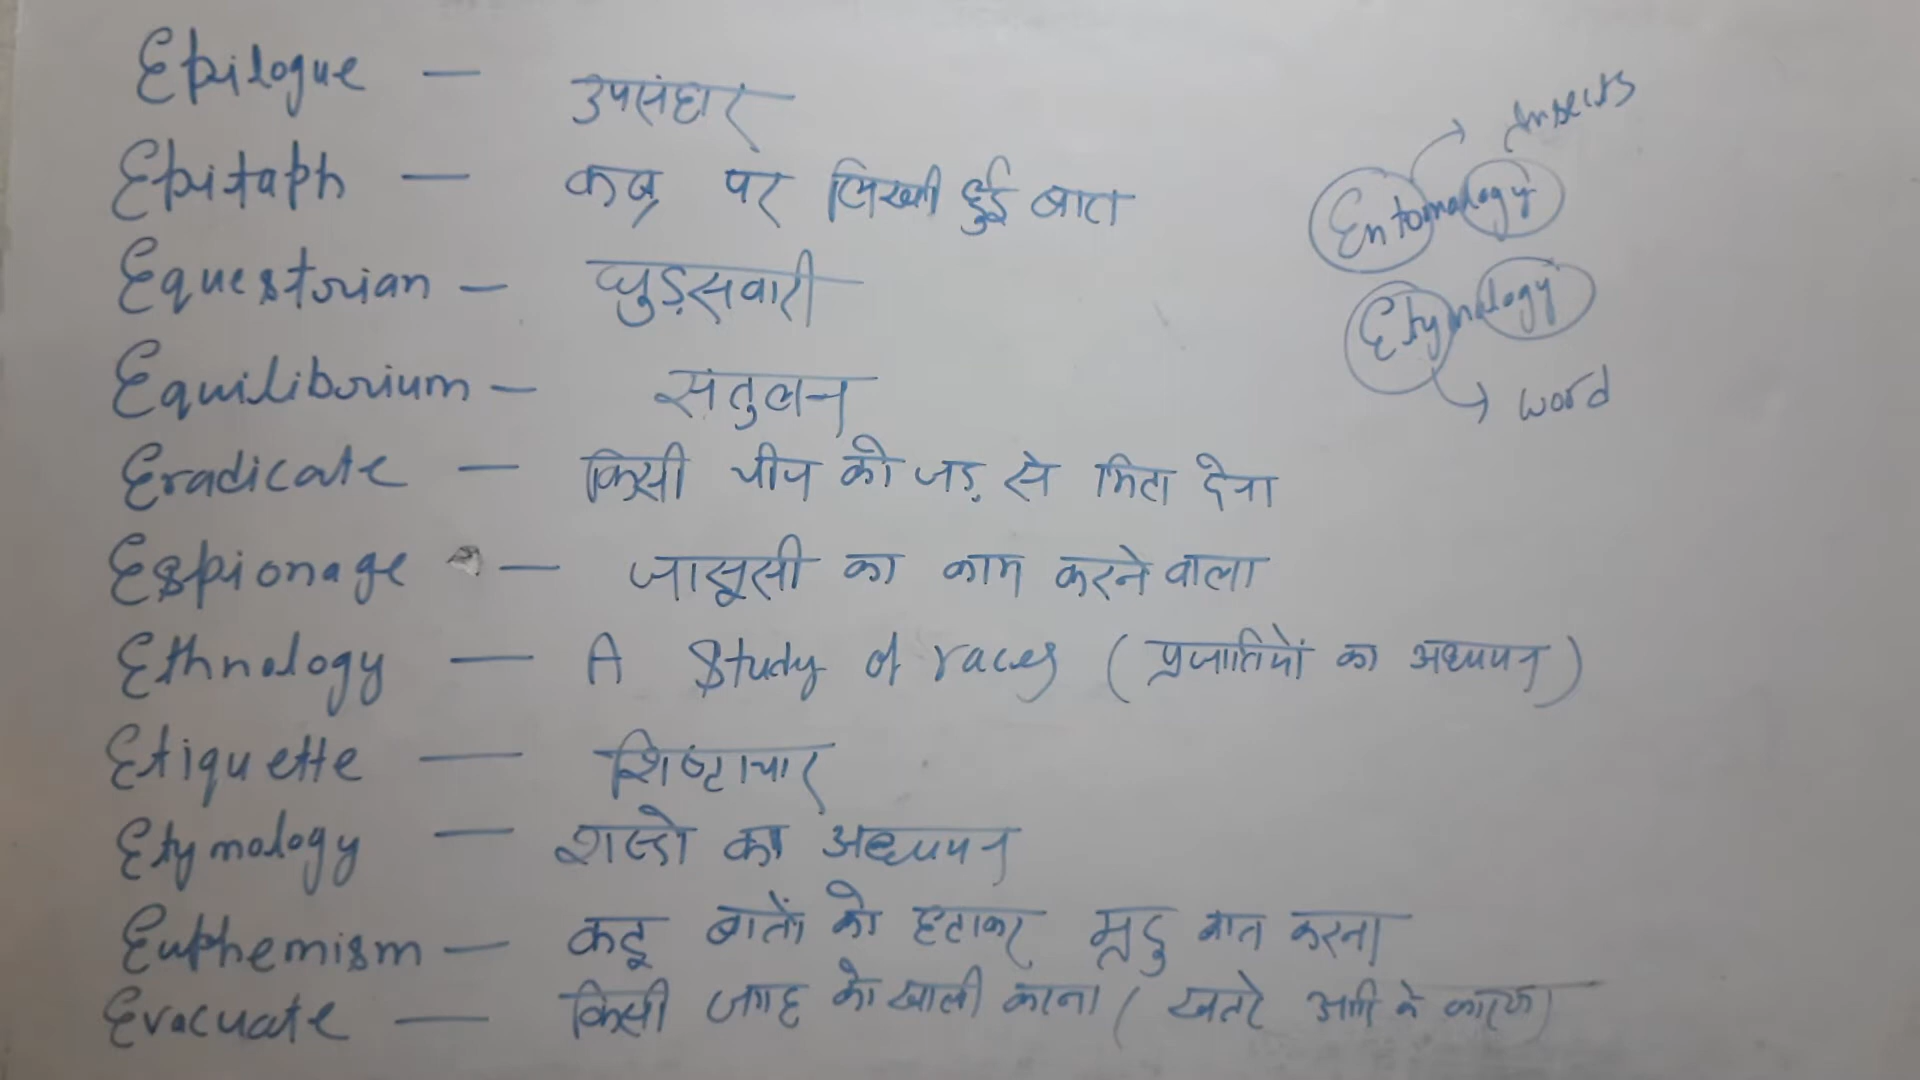 Epilogue — उपसंहार
Epitaph — कब्र पर लिखी हुई बात
Equestrian — घुड़सवारी
Equilibrium — संतुलन
Eradicate — किसी चीज को जड़ से मिटा देना
Espionage — जासूसी का काम करने वाला
Ethnology — A Study of races (प्रजातियों का अध्ययन)
Etiquette — शिष्टाचार
Etymology — शब्दो का अध्ययन
Euphemism — कटु बातों को हटाकर मृदु बात करना
Evacuate — किसी जगह को खाली करना (खतरे आदि के कारण)
Insects
Entomology
Etymology
word